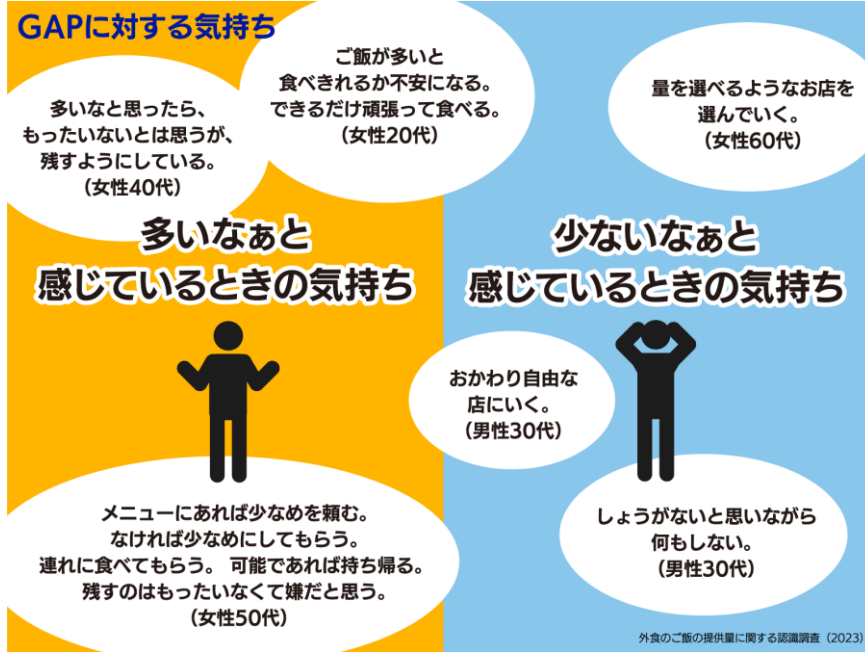 GAPに対する気持ち
多いなと思ったら、
もったいないとは思うが、
残すようにしている。
（女性40代）
ご飯が多いと
食べきれるか不安になる。
できるだけ頑張って食べる。
（女性20代）
量を選べるようなお店を
選んでいく。
（女性60代）
多いなぁと
感じているときの気持ち
少ないなぁと
感じているときの気持ち
おかわり自由な
店にいく。
（男性30代）
メニューにあれば少なめを頼む。
なければ少なめにしてもらう。
連れに食べてもらう。 可能であれば持ち帰る。
残すのはもったいなくて嫌だと思う。
（女性50代）
しょうがないと思いながら
何もしない。
（男性30代）
外食のご飯の提供量に関する認識調査（2023）